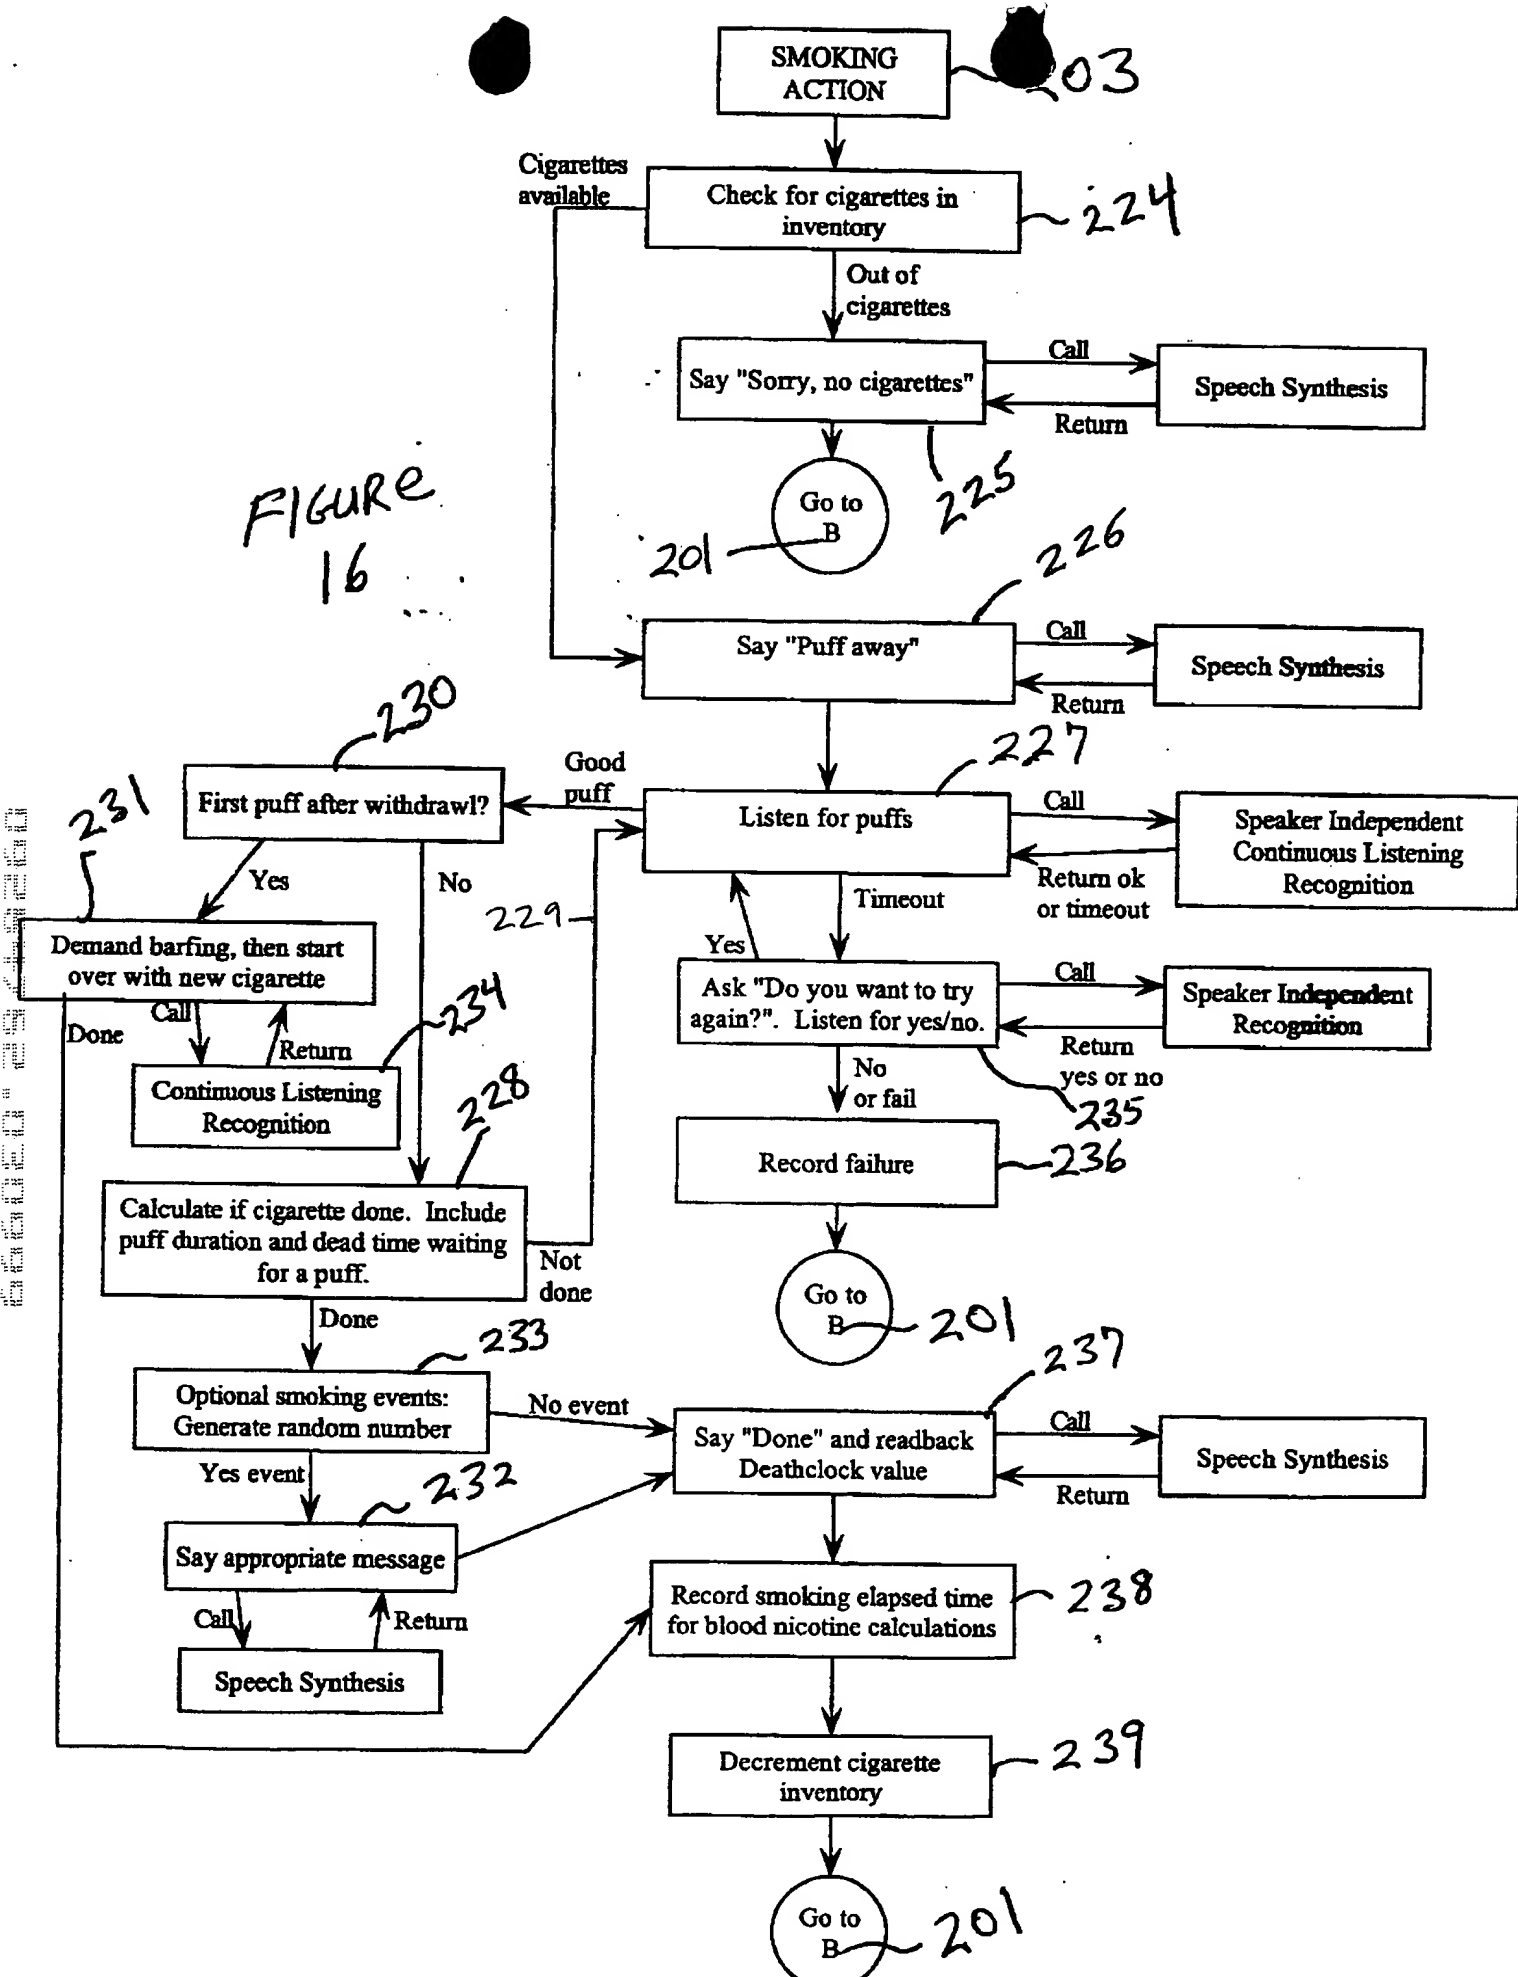 SMOKING
ACTION
03
Cigarettes
available
Check for cigarettes in
inventory
224
Out of
cigarettes
Say "Sorry, no cigarettes"
Call
Return
Speech Synthesis
225
FIGURE
16
Go to
B
201
226
Say "Puff away"
Call
Return
Speech Synthesis
230
227
Good
puff
First puff after withdrawl?
231
Listen for puffs
Call
Return ok
or timeout
Speaker Independent
Continuous Listening
Recognition
Yes
No
229
Timeout
Yes
Demand barfing, then start
over with new cigarette
Ask "Do you want to try
again?". Listen for yes/no.
Call
Return
yes or no
Speaker Independent
Recognition
235
Done
Call
Return
234
Continuous Listening
Recognition
228
No
or fail
Record failure
236
Calculate if cigarette done. Include
puff duration and dead time waiting
for a puff.
Not
done
Go to
B
201
Done
233
237
Optional smoking events:
Generate random number
No event
Say "Done" and readback
Deathclock value
Call
Return
Speech Synthesis
Yes event
232
Say appropriate message
Call
Return
Speech Synthesis
Record smoking elapsed time
for blood nicotine calculations
238
Decrement cigarette
inventory
239
Go to
B
201